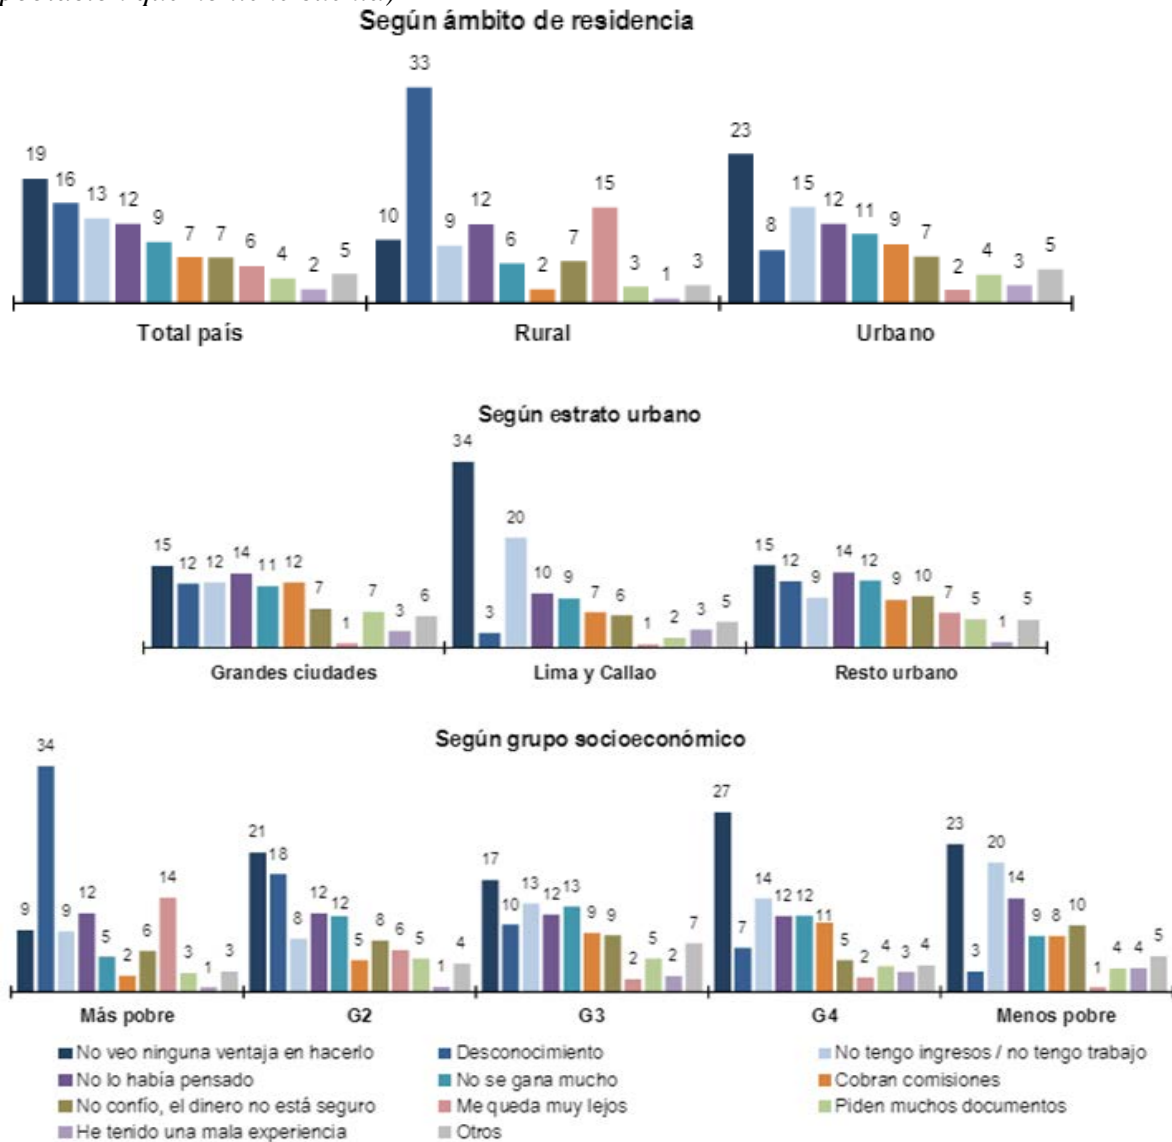 Según ámbito de residencia
19 16 13 12 9 7 7 6 4 2 5
10 33 9 12 6 2 7 15 3 1 3
23 8 15 12 11 9 7 2 4 3 5
Total país Rural Urbano
Según estrato urbano
15 12 12 14 11 12 7 1 7 3 6
34 3 20 10 9 7 6 1 2 3 5
15 12 9 14 12 9 10 7 5 1 5
Grandes ciudades Lima y Callao Resto urbano
Según grupo socioeconómico
9 34 9 12 5 2 6 14 3 1 3
21 18 8 12 12 5 8 6 5 1 4
17 10 13 12 13 9 9 2 5 2 7
27 7 14 12 12 11 5 2 4 3 4
23 3 20 14 9 8 10 1 4 4 5
Más pobre G2 G3 G4 Menos pobre
No veo ninguna ventaja en hacerlo Desconocimiento No tengo ingresos / no tengo trabajo
No lo había pensado No se gana mucho Cobran comisiones
No confío, el dinero no está seguro Me queda muy lejos Piden muchos documentos
He tenido una mala experiencia Otros